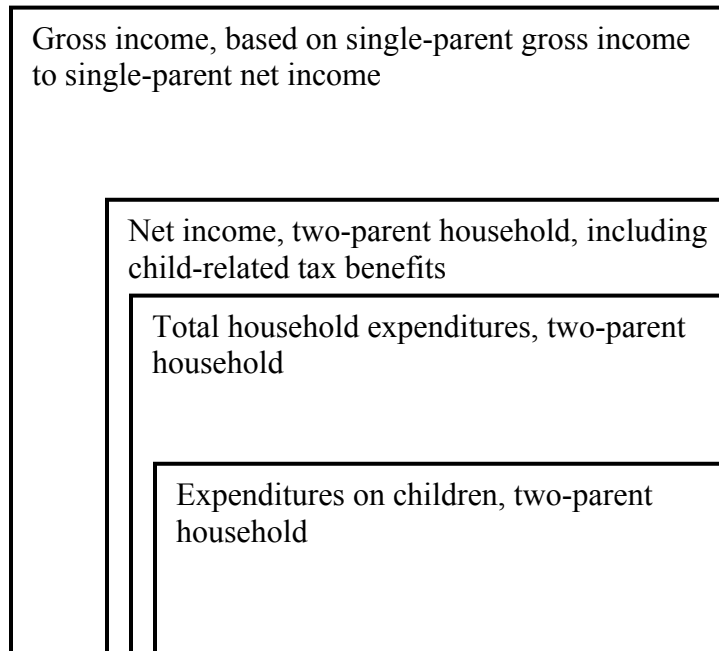 Gross income, based on single-parent gross income
to single-parent net income
Net income, two-parent household, including
child-related tax benefits
Total household expenditures, two-parent
household
Expenditures on children, two-parent
household